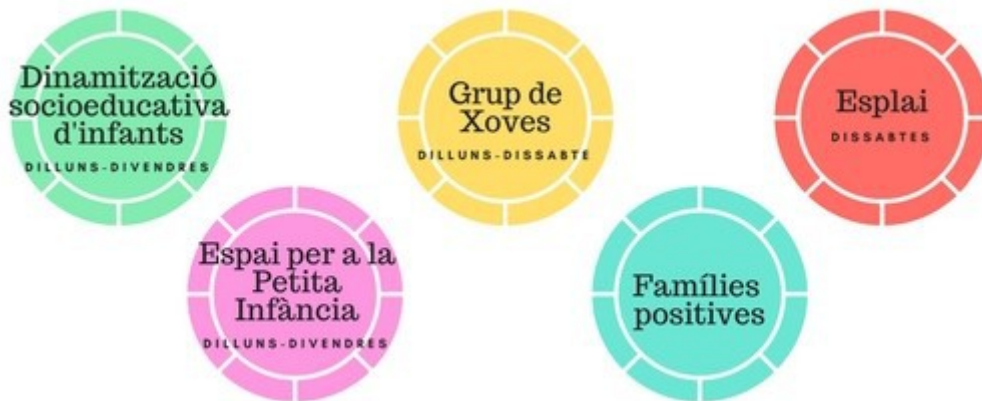 Dinamització
socioeducativa
d'infants
DILLUNS-DIVENDRES
Grup de
Xoves
DILLUNS-DISSABTE
Esplai
DISSABTES
Espai per a la
Petita
Infància
DILLUNS-DIVENDRES
Famílies
positives